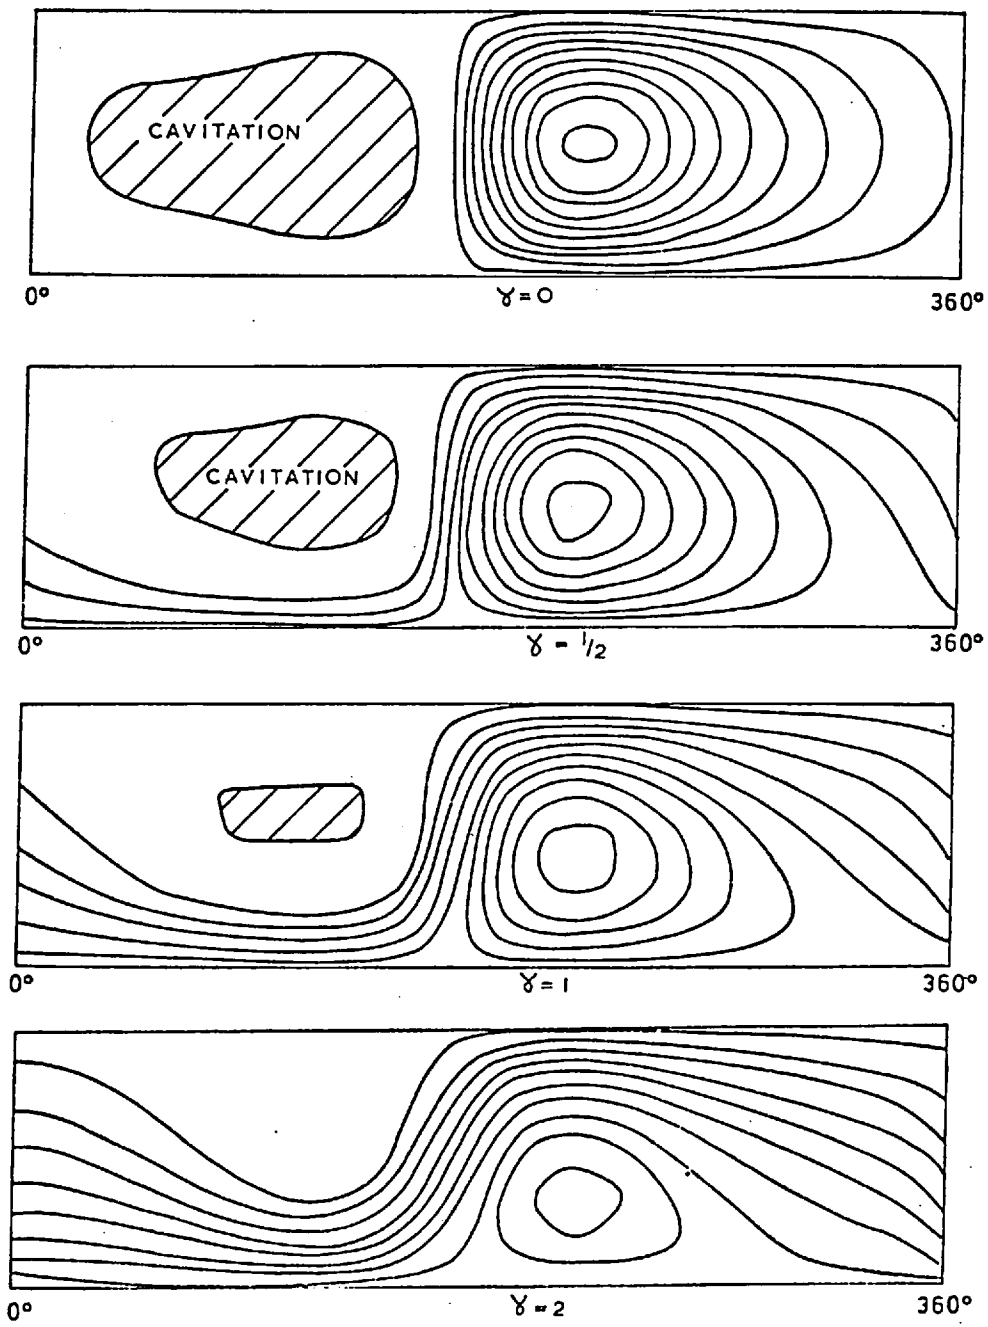 CAVITATION
0° ɣ = 0 360°
CAVITATION
0° ɣ = 1/2 360°
0° ɣ = 1 360°
0° ɣ = 2 360°